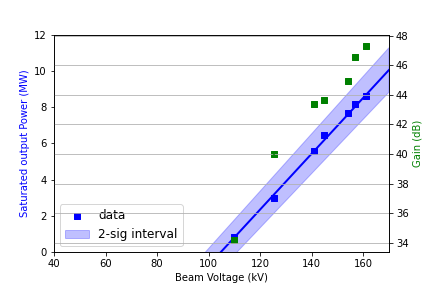 12
10
8
6
4
2
0
Saturated output Power (MW)
48
46
44
42
40
38
36
34
Gain (dB)
data
2-sig interval
40 60 80 100 120 140 160
Beam Voltage (kV)